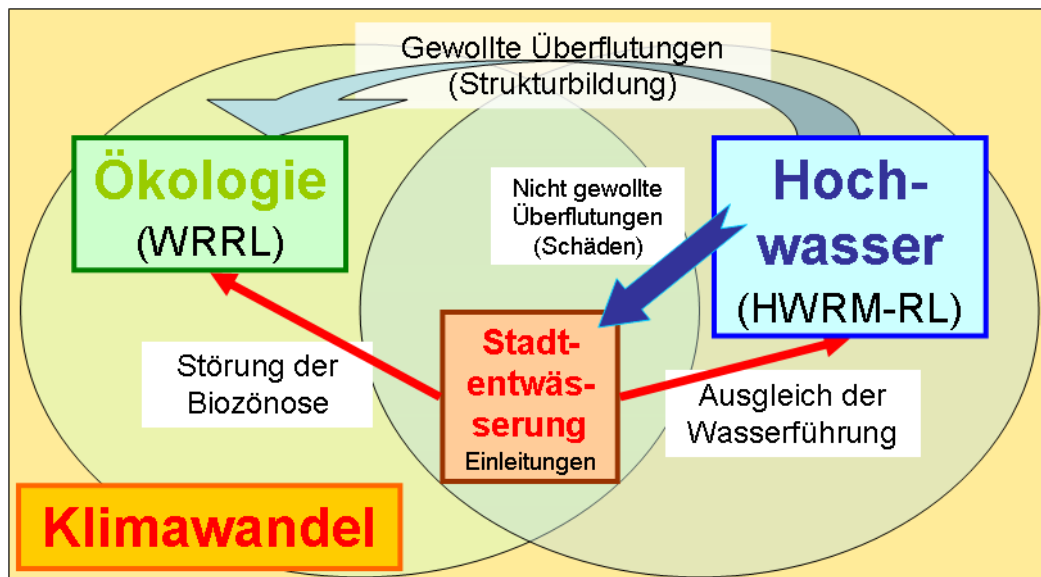 Gewollte Überflutungen
(Strukturbildung)
Ökologie
(WRRL)
Nicht gewollte
Überflutungen
(Schäden)
Hoch-
wasser
(HWRM-RL)
Störung der
Biozönose
Stadt-
entwäs-
serung
Einleitungen
Ausgleich der
Wasserführung
Klimawandel